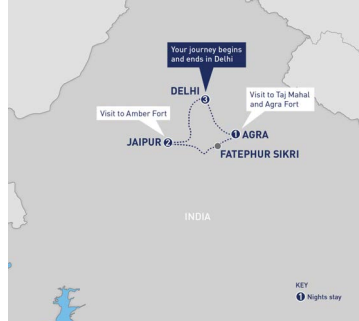 Your journey begins
and ends in Delhi
DELHI
3
Visit to Taj Mahal
and Agra Fort
Visit to Amber Fort
1 AGRA
JAIPUR 2
FATEPHUR SIKRI
INDIA
KEY
1 Nights stay